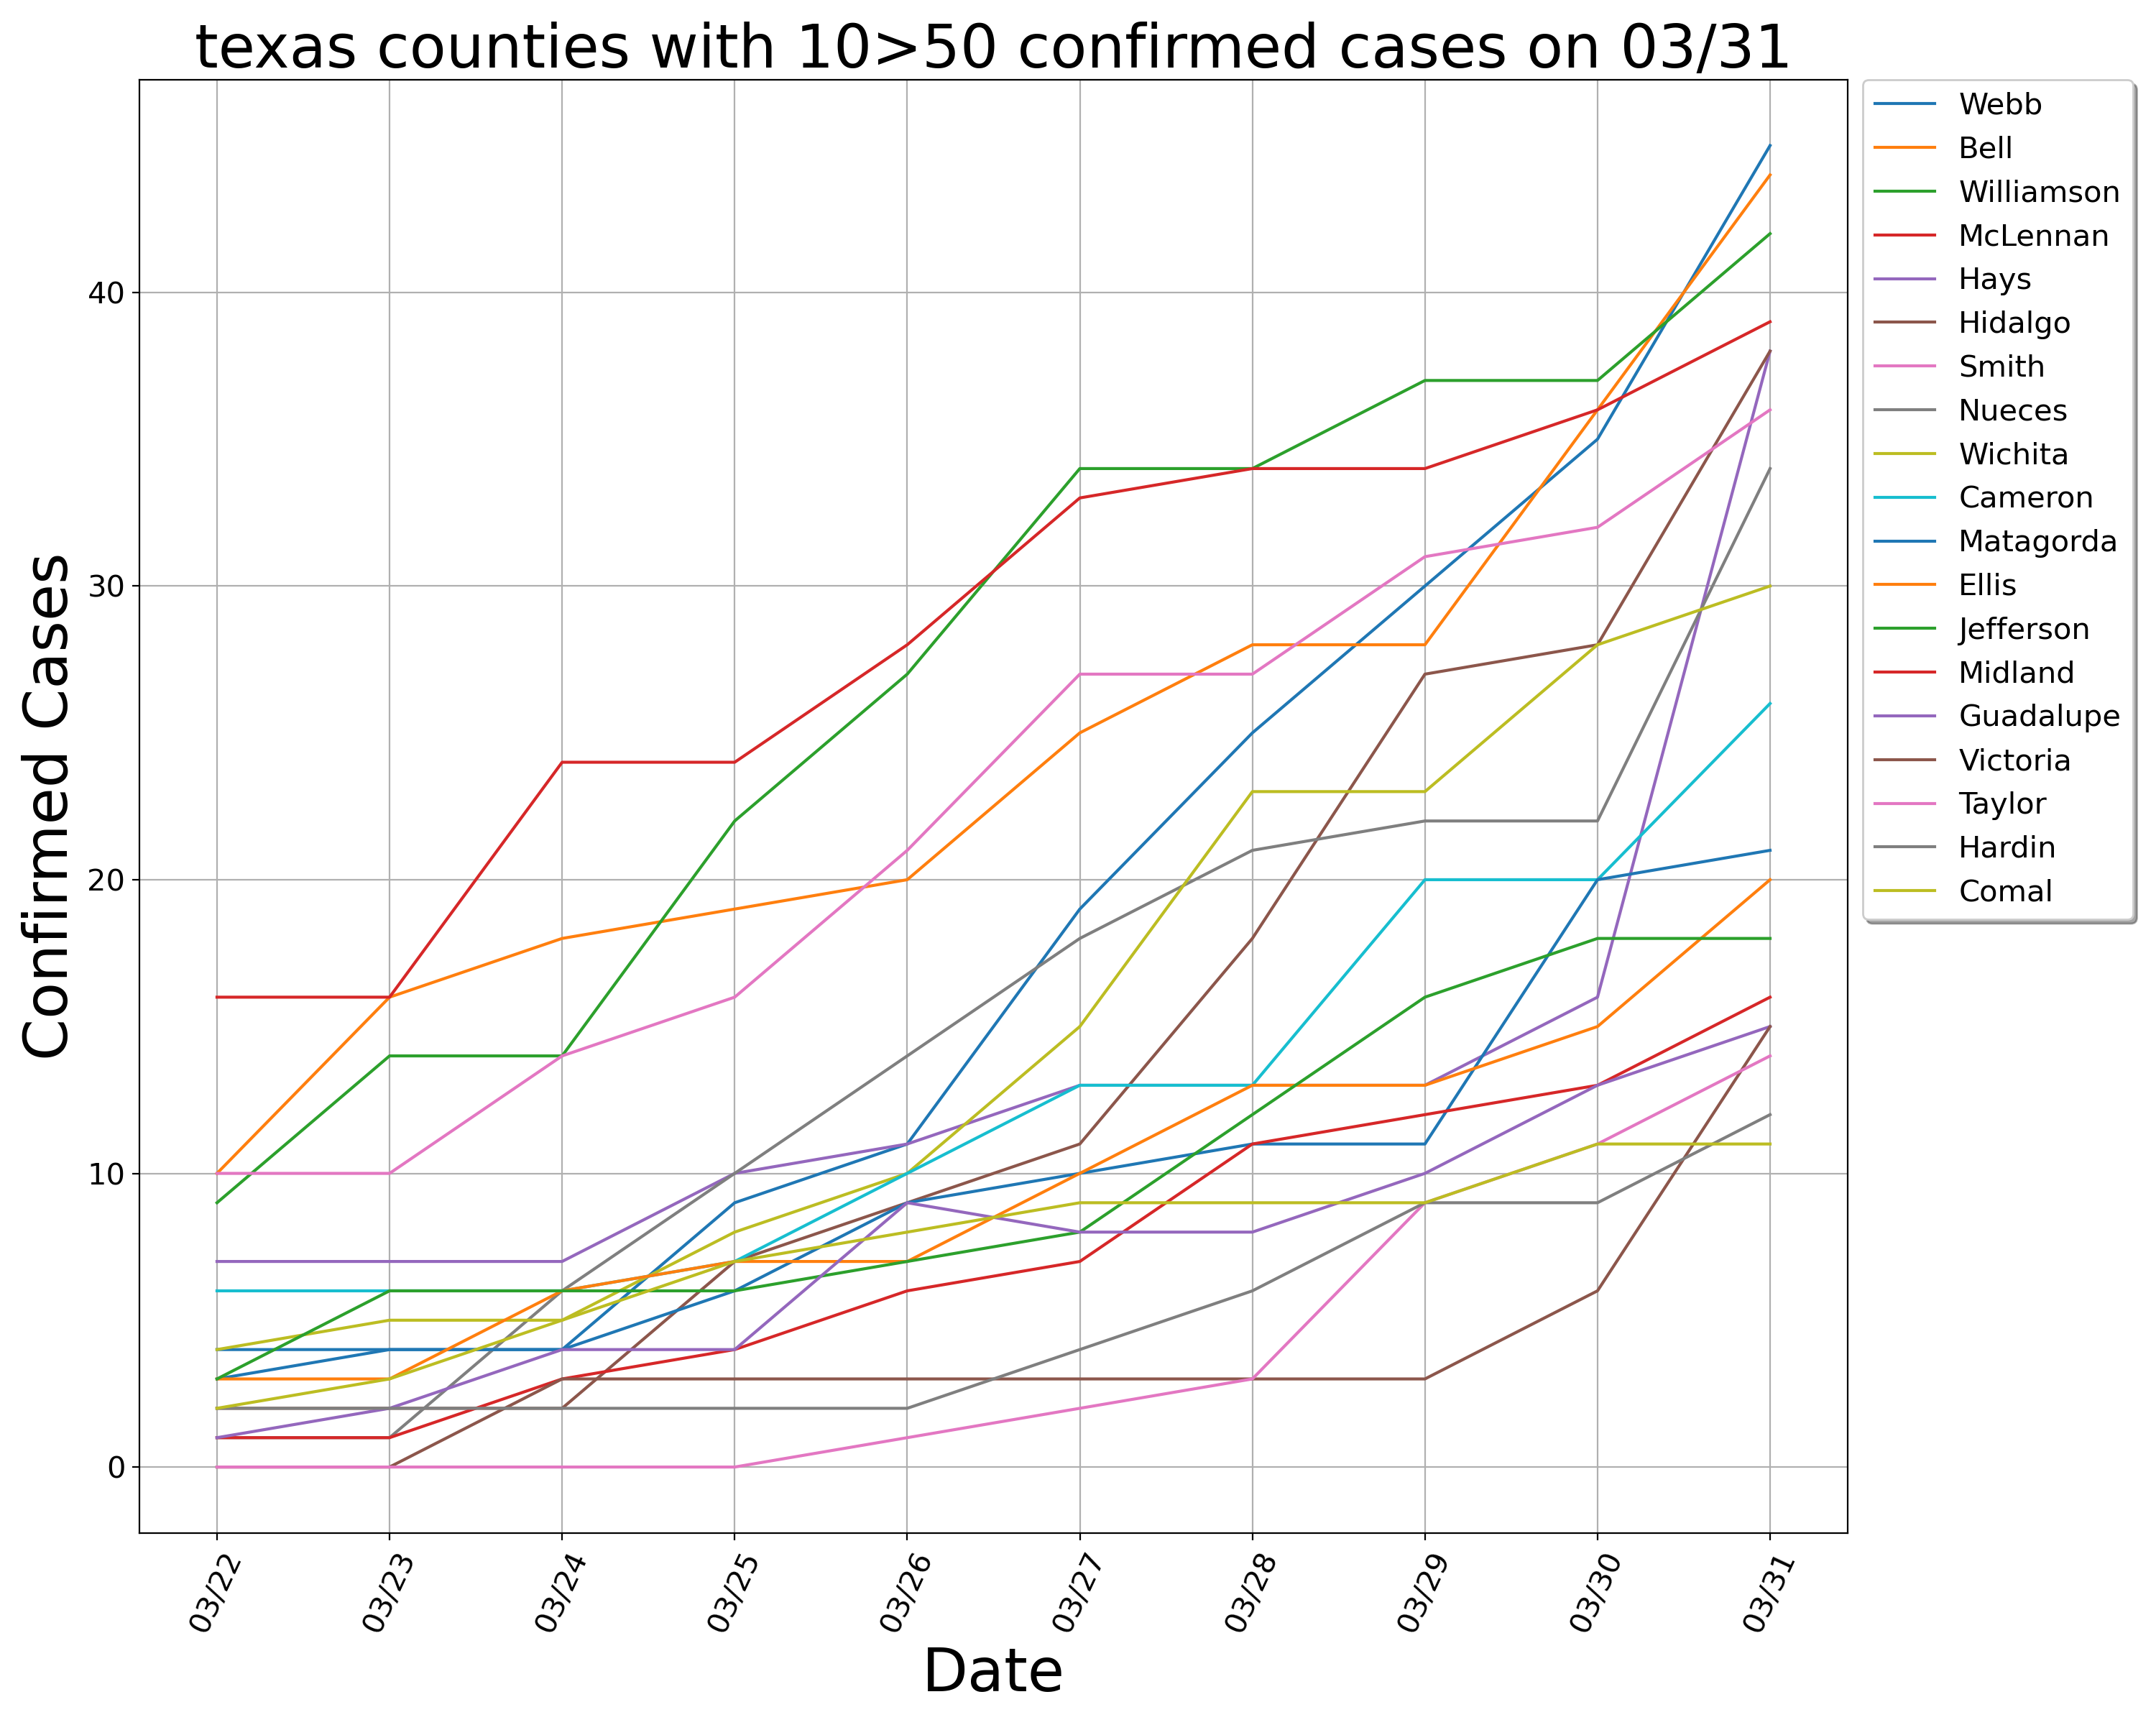 texas counties with 10>50 confirmed cases on 03/31
Confirmed Cases
40
30
20
10
0
03/22
03/23
03/24
03/25
03/26
03/27
03/28
03/29
03/30
03/31
Date
Webb
Bell
Williamson
McLennan
Hays
Hidalgo
Smith
Nueces
Wichita
Cameron
Matagorda
Ellis
Jefferson
Midland
Guadalupe
Victoria
Taylor
Hardin
Comal